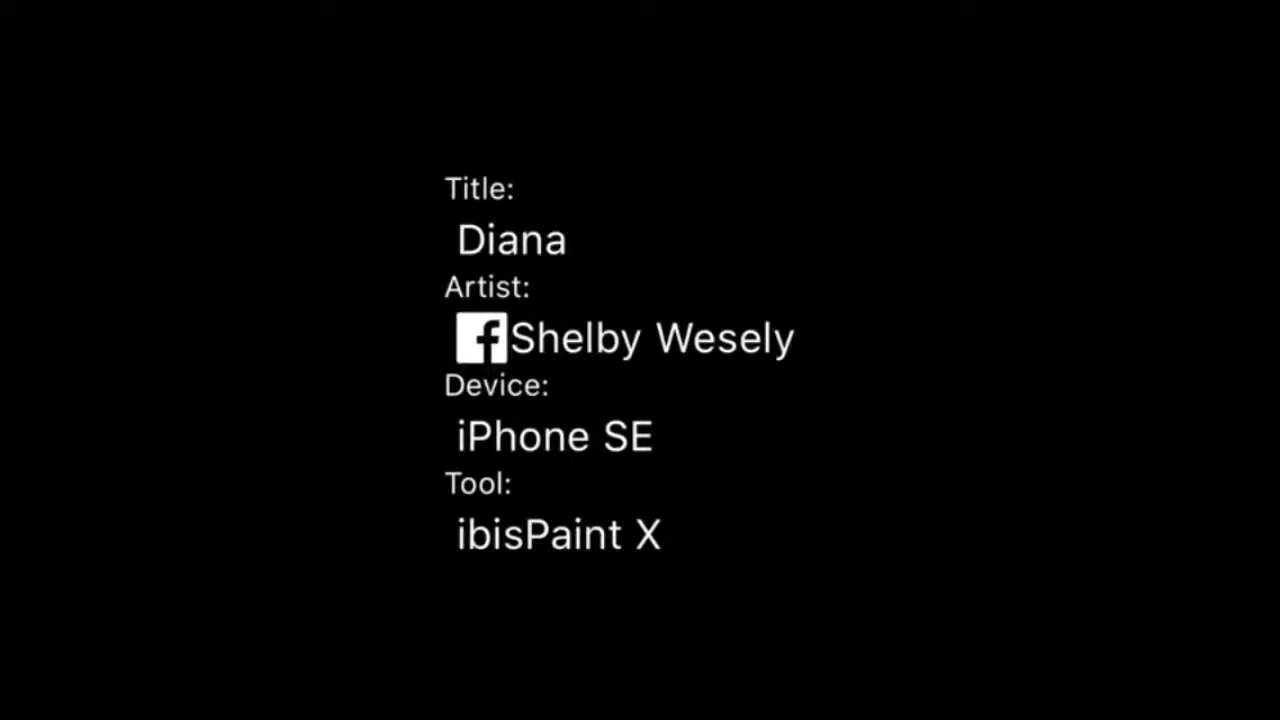 Title:
Diana
Artist:
Shelby Wesely
Device:
iPhone SE
Tool:
ibisPaint X